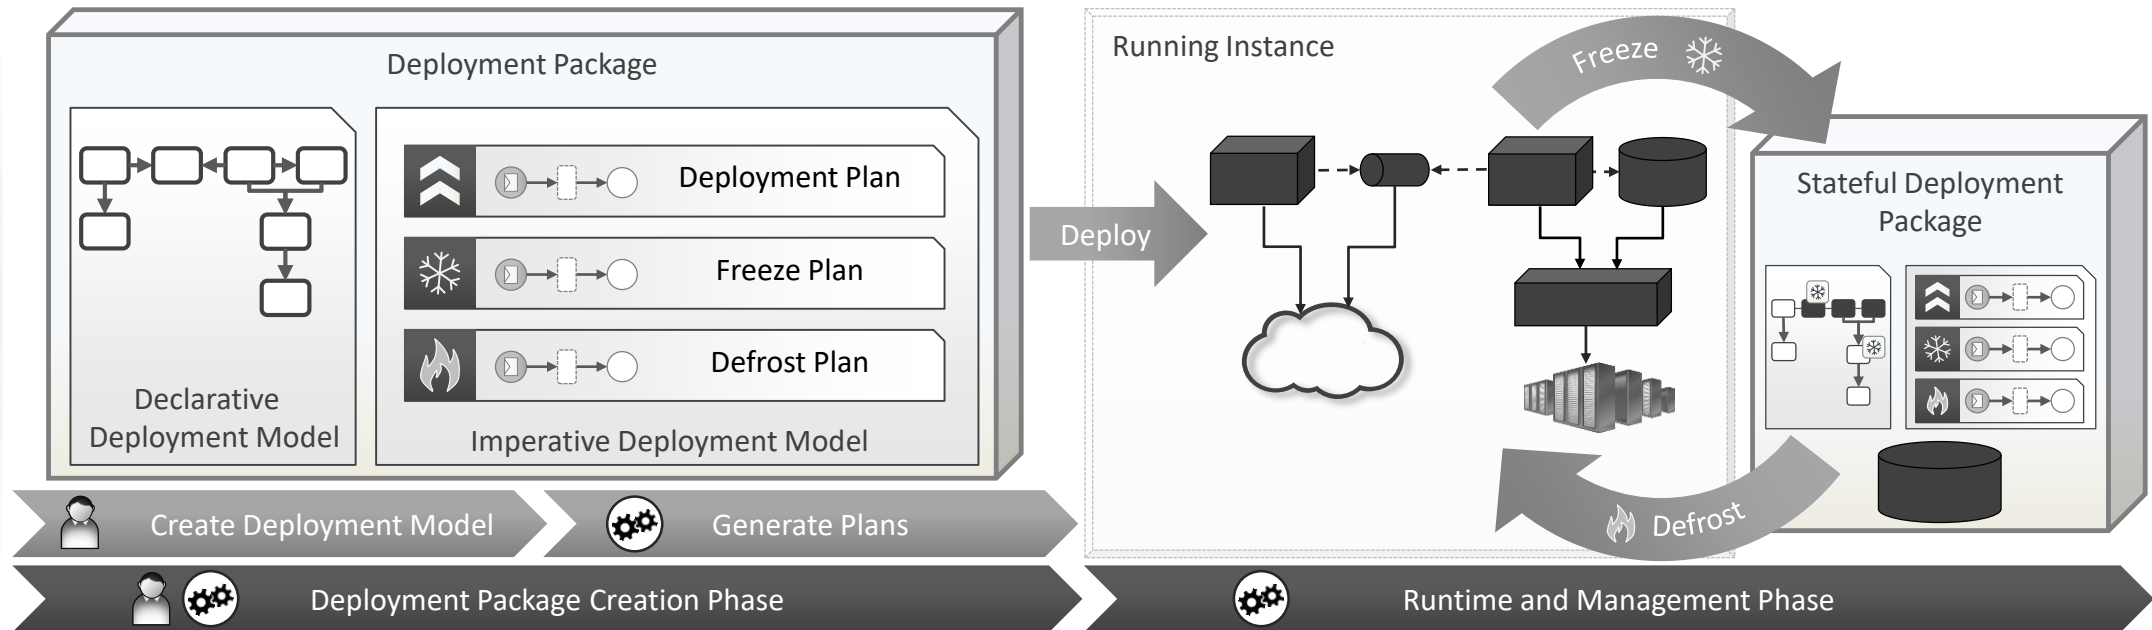 Deployment Package
Declarative
Deployment Model
Deployment Plan
Freeze Plan
Defrost Plan
Imperative Deployment Model
Deploy
Running Instance
Freeze
Stateful Deployment
Package
Defrost
Create Deployment Model
Generate Plans
Deployment Package Creation Phase
Runtime and Management Phase